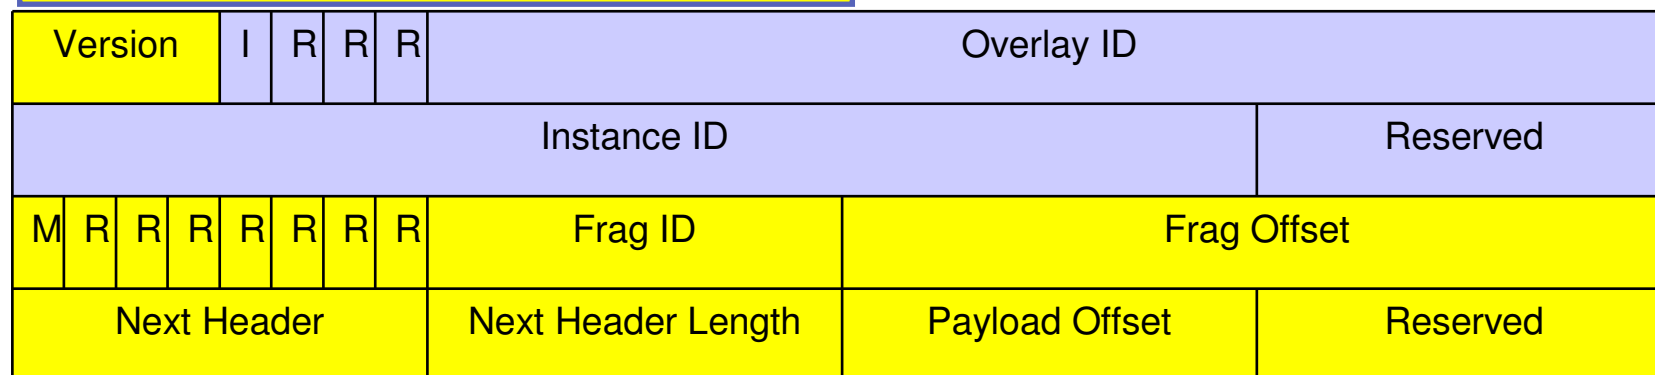 Version I R R R Overlay ID
Instance ID Reserved
M R R R R R R R Frag ID Frag Offset
Next Header Next Header Length Payload Offset Reserved